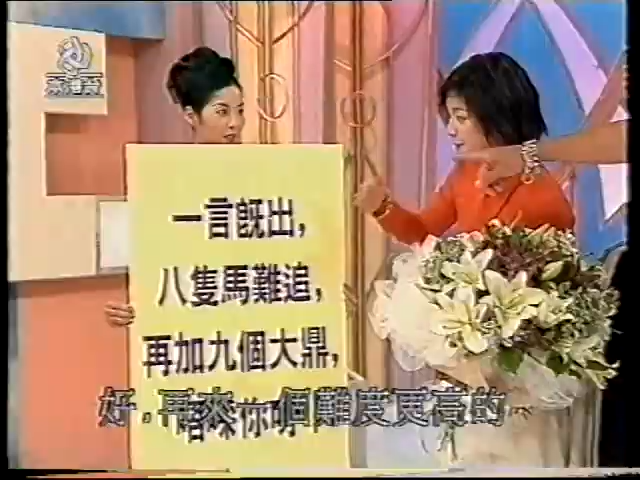 一言既出,
八隻馬難追,
再加九個大鼎,
好,再來一個難度更高的